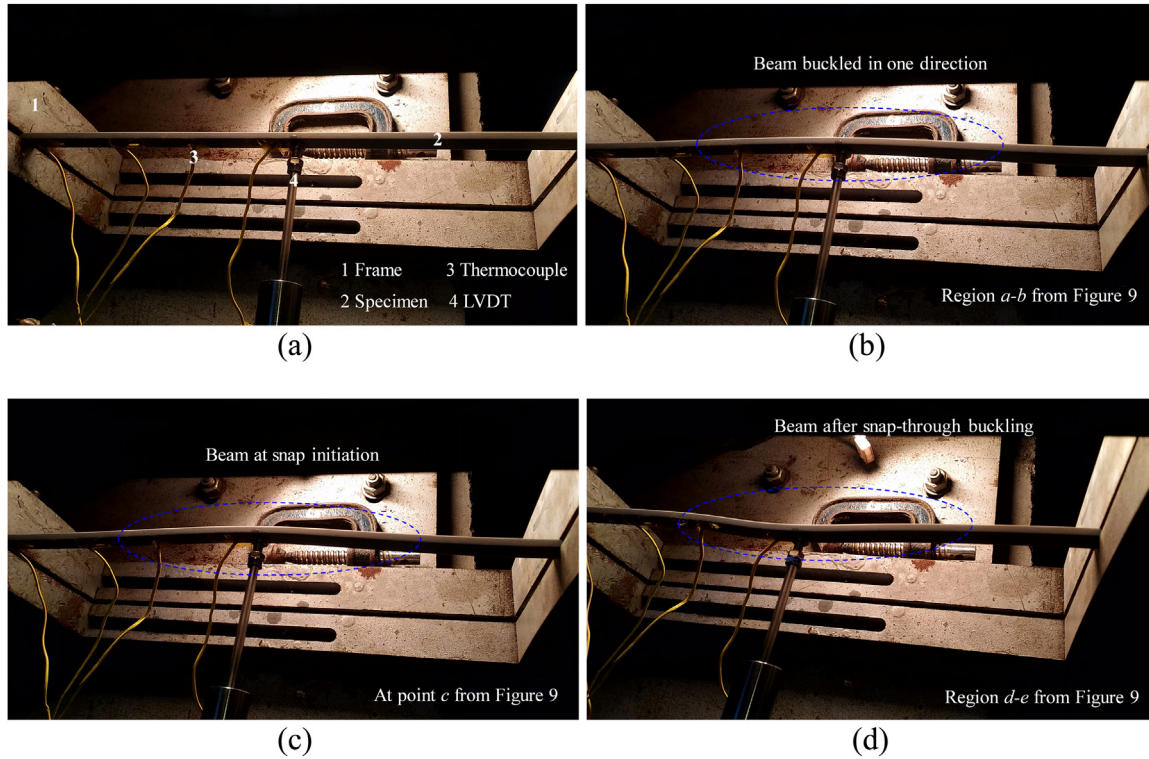 1
2
3
4
1 Frame 3 Thermocouple
2 Specimen 4 LVDT
(a)
Beam buckled in one direction
Region a-b from Figure 9
(b)
Beam at snap initiation
At point c from Figure 9
(c)
Beam after snap-through buckling
Region d-e from Figure 9
(d)